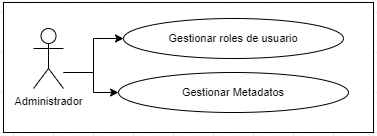 Gestionar roles de usuario
Gestionar Metadatos
Administrador